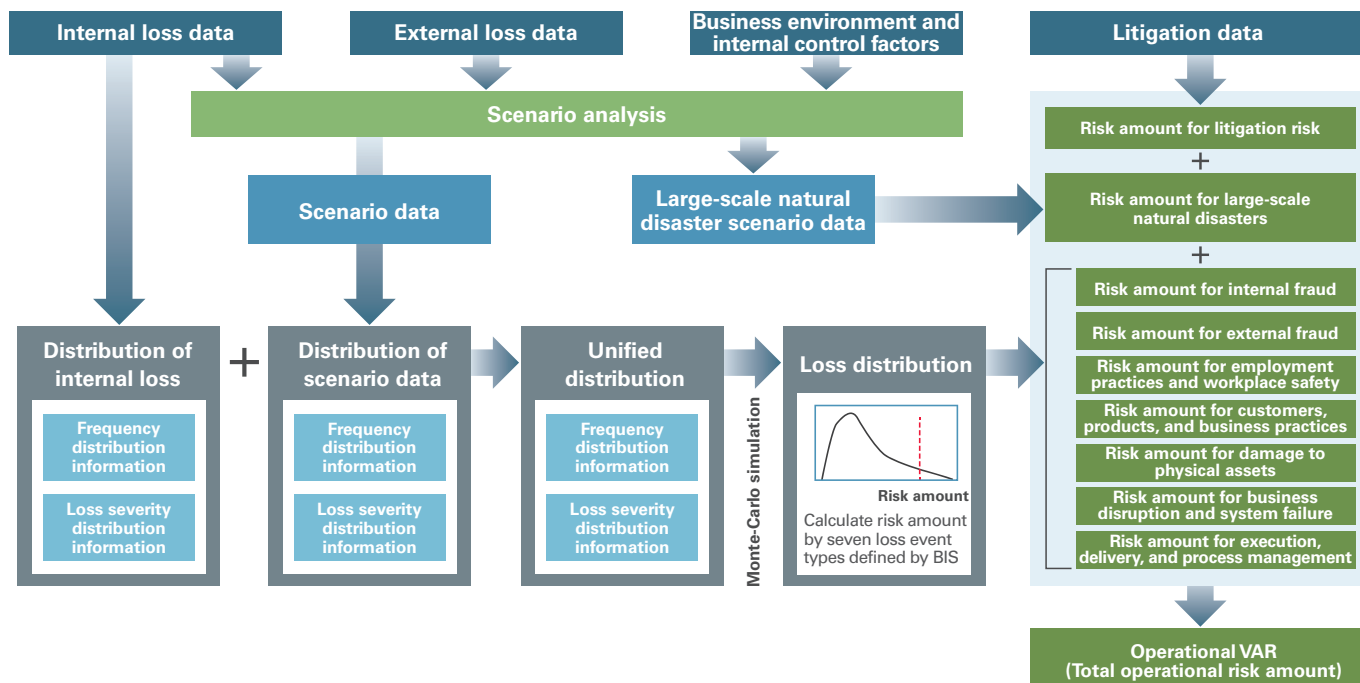 Internal loss data
External loss data
Business environment and
internal control factors
Litigation data
Scenario analysis
Scenario data
Large-scale natural
disaster scenario data
Risk amount for litigation risk
+
Risk amount for large-scale
natural disasters
+
Risk amount for internal fraud
Risk amount for external fraud
Risk amount for employment
practices and workplace safety
Risk amount for customers,
products, and business practices
Risk amount for damage to
physical assets
Risk amount for business
disruption and system failure
Risk amount for execution,
delivery, and process management
Distribution of
internal loss
Frequency
distribution
information
Loss severity
distribution
information
+
Distribution of
scenario data
Frequency
distribution
information
Loss severity
distribution
information
Unified
distribution
Frequency
distribution
information
Loss severity
distribution
information
Monte-Carlo simulation
Loss distribution
Risk amount
Calculate risk amount
by seven loss event
types defined by BIS
Operational VAR
(Total operational risk amount)